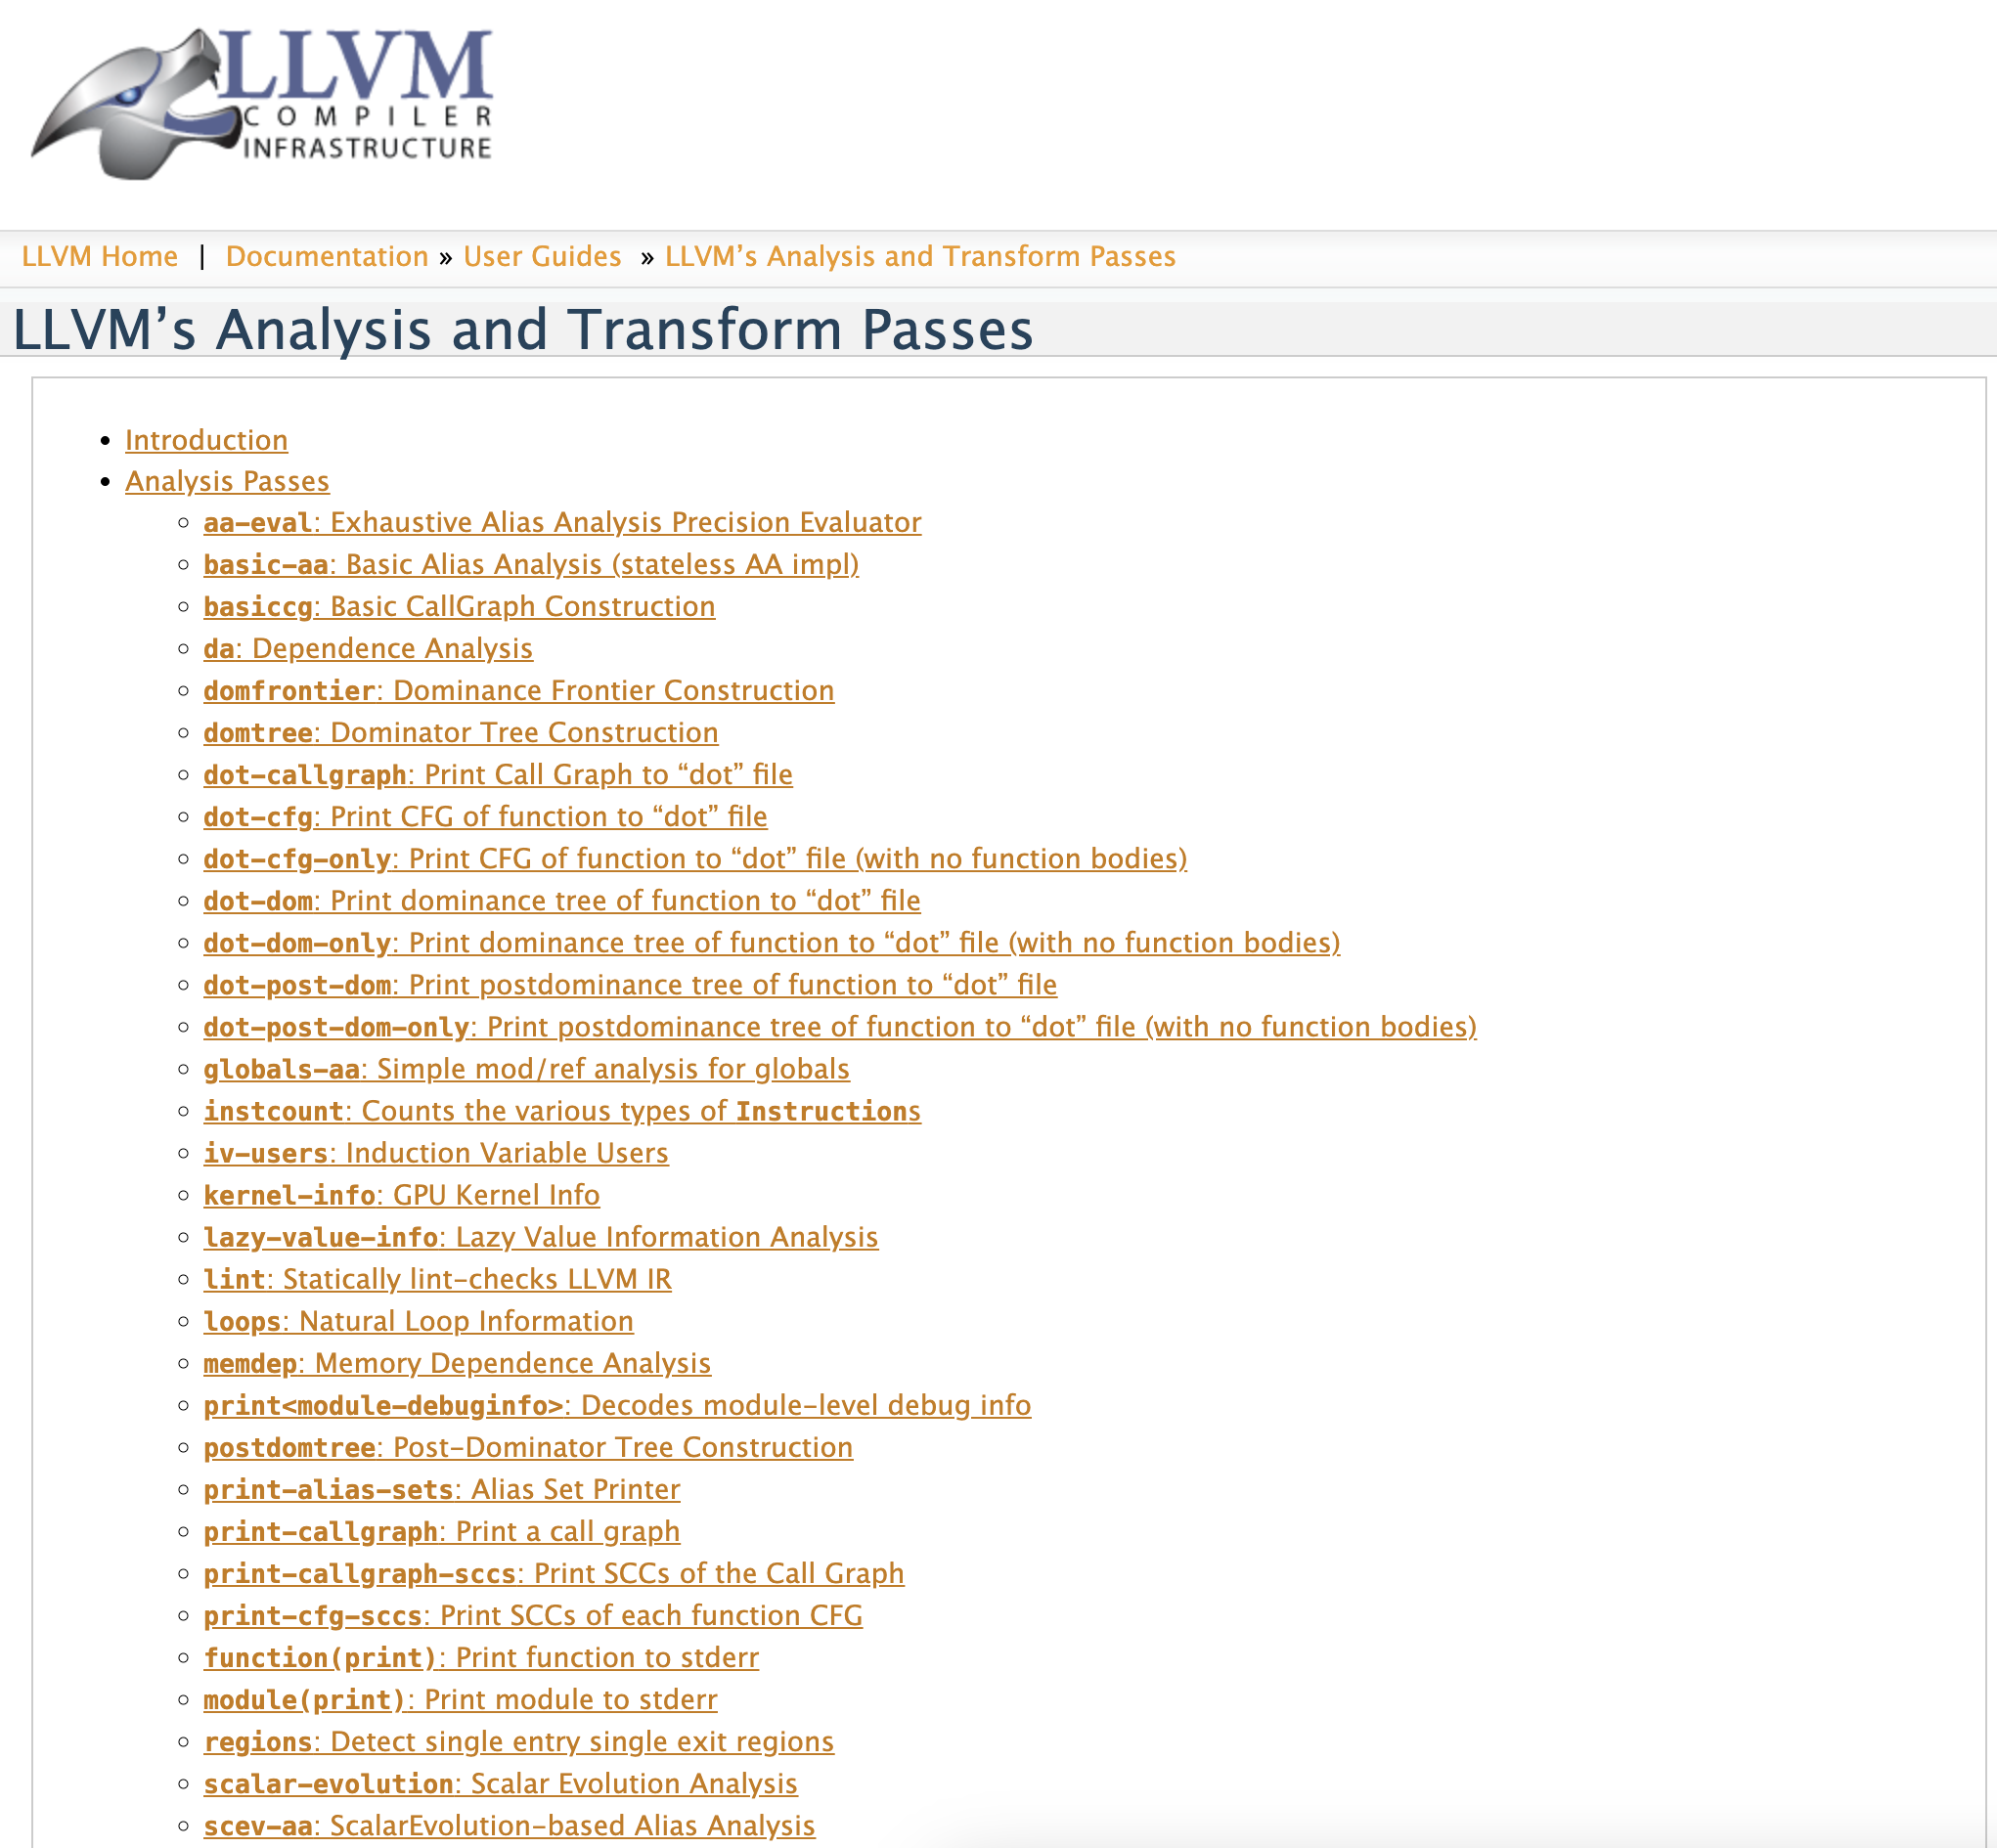 LLVM
COMPILER
INFRASTRUCTURE
LLVM Home | Documentation » User Guides » LLVM’s Analysis and Transform Passes
LLVM’s Analysis and Transform Passes
• Introduction
• Analysis Passes
◦ aa-eval: Exhaustive Alias Analysis Precision Evaluator
◦ basic-aa: Basic Alias Analysis (stateless AA impl)
◦ basiccg: Basic CallGraph Construction
◦ da: Dependence Analysis
◦ domfrontier: Dominance Frontier Construction
◦ domtree: Dominator Tree Construction
◦ dot-callgraph: Print Call Graph to “dot” file
◦ dot-cfg: Print CFG of function to “dot” file
◦ dot-cfg-only: Print CFG of function to “dot” file (with no function bodies)
◦ dot-dom: Print dominance tree of function to “dot” file
◦ dot-dom-only: Print dominance tree of function to “dot” file (with no function bodies)
◦ dot-post-dom: Print postdominance tree of function to “dot” file
◦ dot-post-dom-only: Print postdominance tree of function to “dot” file (with no function bodies)
◦ globals-aa: Simple mod/ref analysis for globals
◦ instcount: Counts the various types of Instructions
◦ iv-users: Induction Variable Users
◦ kernel-info: GPU Kernel Info
◦ lazy-value-info: Lazy Value Information Analysis
◦ lint: Statically lint-checks LLVM IR
◦ loops: Natural Loop Information
◦ memdep: Memory Dependence Analysis
◦ print<module-debuginfo>: Decodes module-level debug info
◦ postdomtree: Post-Dominator Tree Construction
◦ print-alias-sets: Alias Set Printer
◦ print-callgraph: Print a call graph
◦ print-callgraph-sccs: Print SCCs of the Call Graph
◦ print-cfg-sccs: Print SCCs of each function CFG
◦ function(print): Print function to stderr
◦ module(print): Print module to stderr
◦ regions: Detect single entry single exit regions
◦ scalar-evolution: Scalar Evolution Analysis
◦ scev-aa: ScalarEvolution-based Alias Analysis